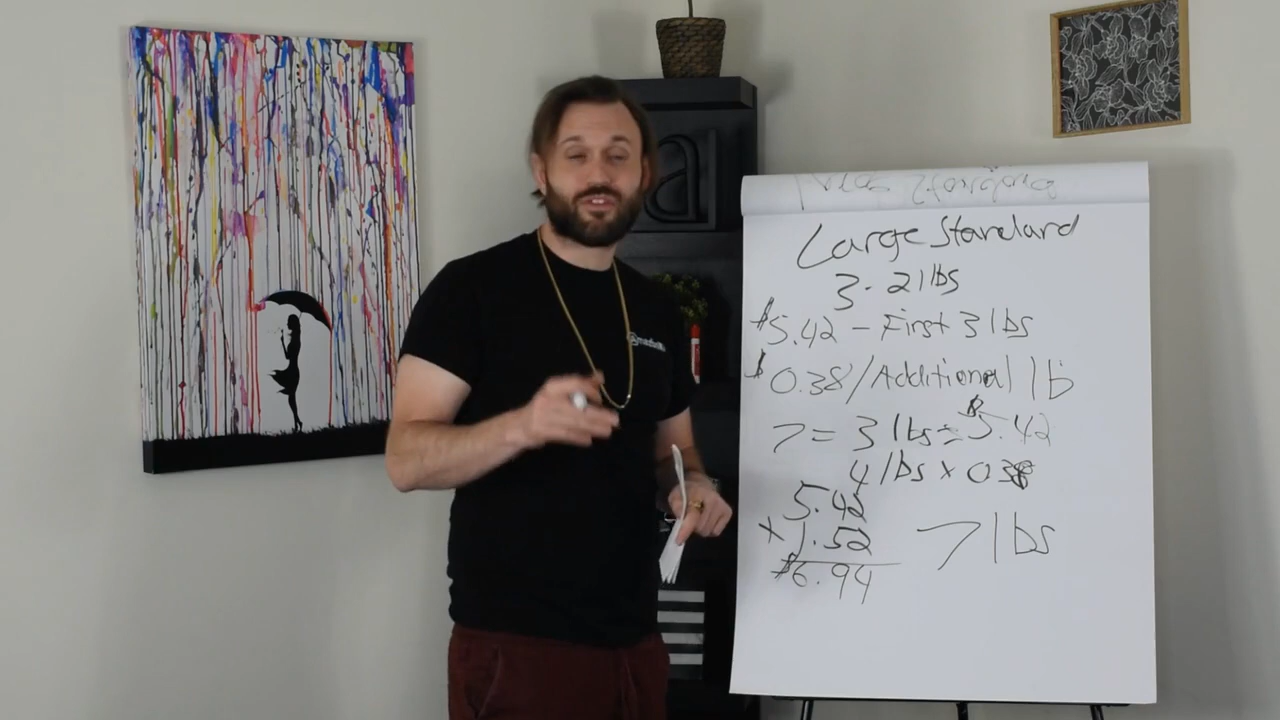 Large Standard
3-21 lbs
$5.42 - First 3 lbs
$0.38/Additional lb
7 = 3 lbs = $5.42
4 lbs x 0.38
5.42
x 1.52
$6.94
7 lbs
a